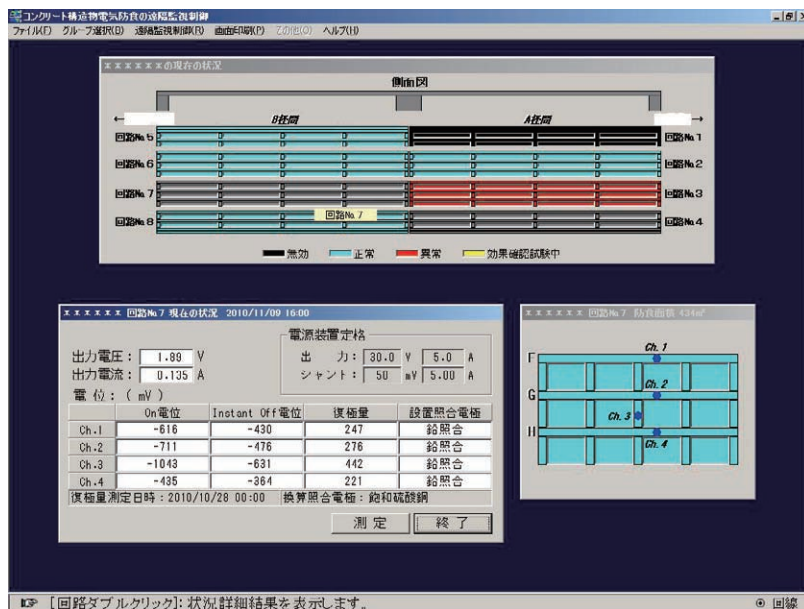 コンクリート構造物電気防食の遠隔監視制御
ファイル(F) グループ選択(B) 遠隔監視制御(R) 画面印刷(P) その他(O) ヘルプ(H)
xxxxxxの現在の状況
側面図
← B径間 A径間 →
回路No.5 回路No.1
回路No.6 回路No.2
回路No.7 回路No.3
回路No.8 回路No.7 回路No.4
無効 正常 異常 効果確認試験中
xxxxxx 回路No.7 現在の状況 2010/11/09 16:00
電源装置定格
出力電圧: 1.89 V 出 力: 30.0 V 5.0 A
出力電流: 0.135 A シャント: 50 mV 5.00 A
電 位: ( mV )
On電位 Instant Off電位 復極量 設置照合電極
Ch.1 -616 -430 247 鉛照合
Ch.2 -711 -476 276 鉛照合
Ch.3 -1043 -631 442 鉛照合
Ch.4 -435 -364 221 鉛照合
復極量測定日時:2010/10/28 00:00 換算照合電極:飽和硫酸銅
測 定 終 了
xxxxxx 回路No.7 防食面積 434m²
Ch. 1
F
Ch. 2
G
Ch. 3
H
Ch. 4
[回路ダブルクリック]:状況詳細結果を表示します。 回線